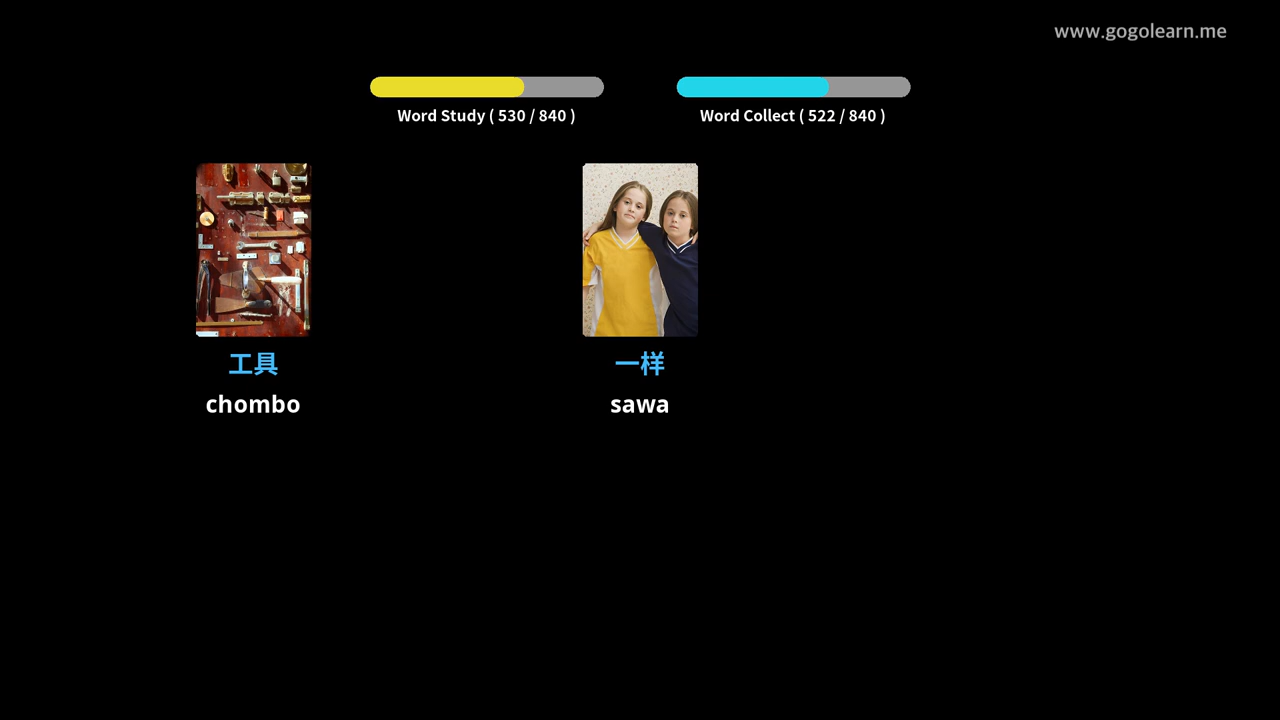 www.gogolearn.me
Word Study ( 530 / 840 )
Word Collect ( 522 / 840 )
工具
chombo
一样
sawa